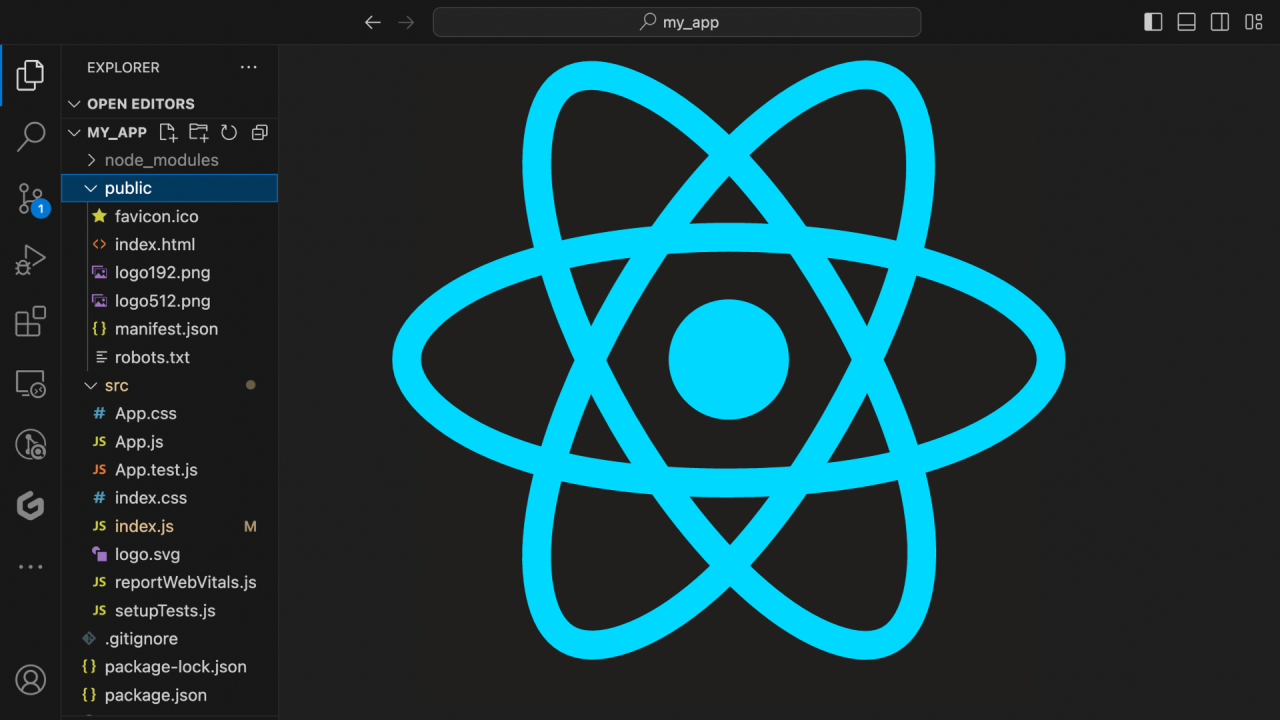 my_app
EXPLORER
OPEN EDITORS
MY_APP
node_modules
public
favicon.ico
index.html
logo192.png
logo512.png
manifest.json
robots.txt
src
# App.css
JS App.js
JS App.test.js
# index.css
JS index.js M
logo.svg
JS reportWebVitals.js
JS setupTests.js
.gitignore
{} package-lock.json
{} package.json
1